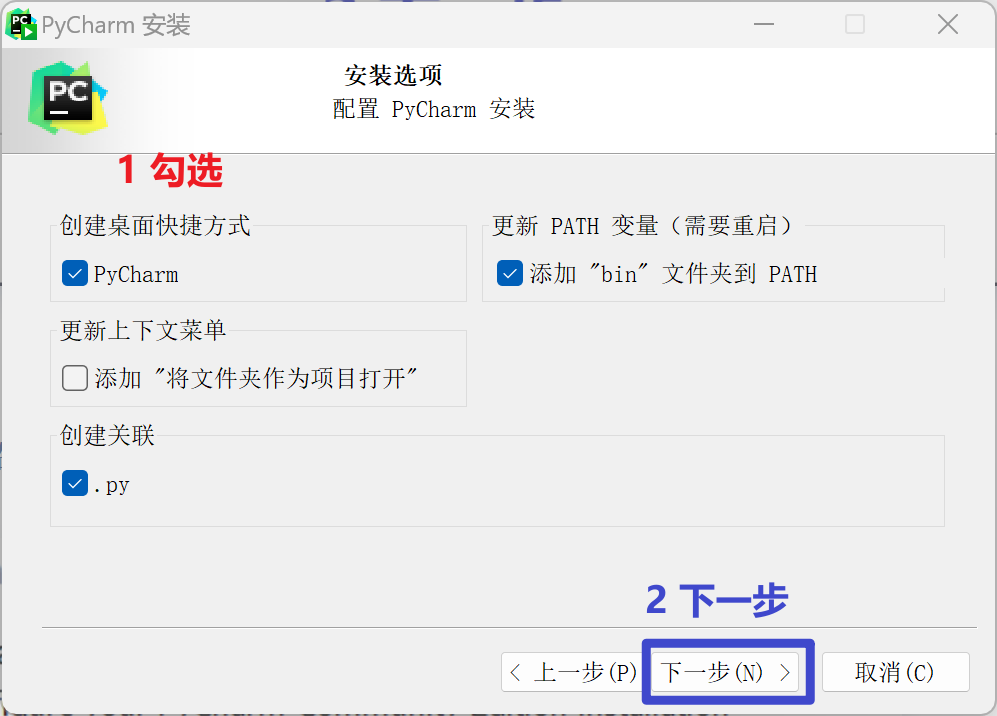 PyCharm 安装
PC
安装选项
配置 PyCharm 安装
1 勾选
创建桌面快捷方式
PyCharm
更新 PATH 变量（需要重启）
添加 "bin" 文件夹到 PATH
更新上下文菜单
添加 "将文件夹作为项目打开"
创建关联
.py
2 下一步
上一步(P)
下一步(N)
取消(C)